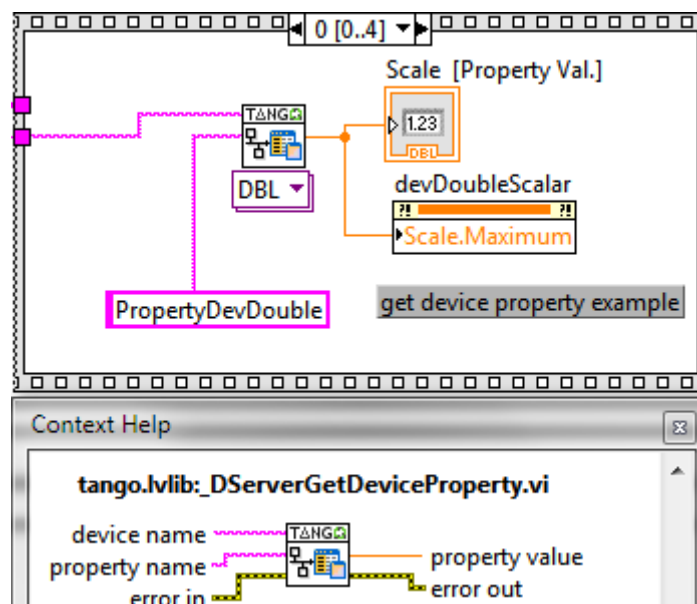 0 [0..4]
Scale [Property Val.]
TANGO
1.23
DBL
DBL
devDoubleScalar
?! ?!
Scale.Maximum
PropertyDevDouble
get device property example
Context Help
tango.lvlib:_DServerGetDeviceProperty.vi
device name
TANGO
property name
property value
error in
error out